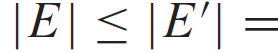 |E| ≤ |E′| =